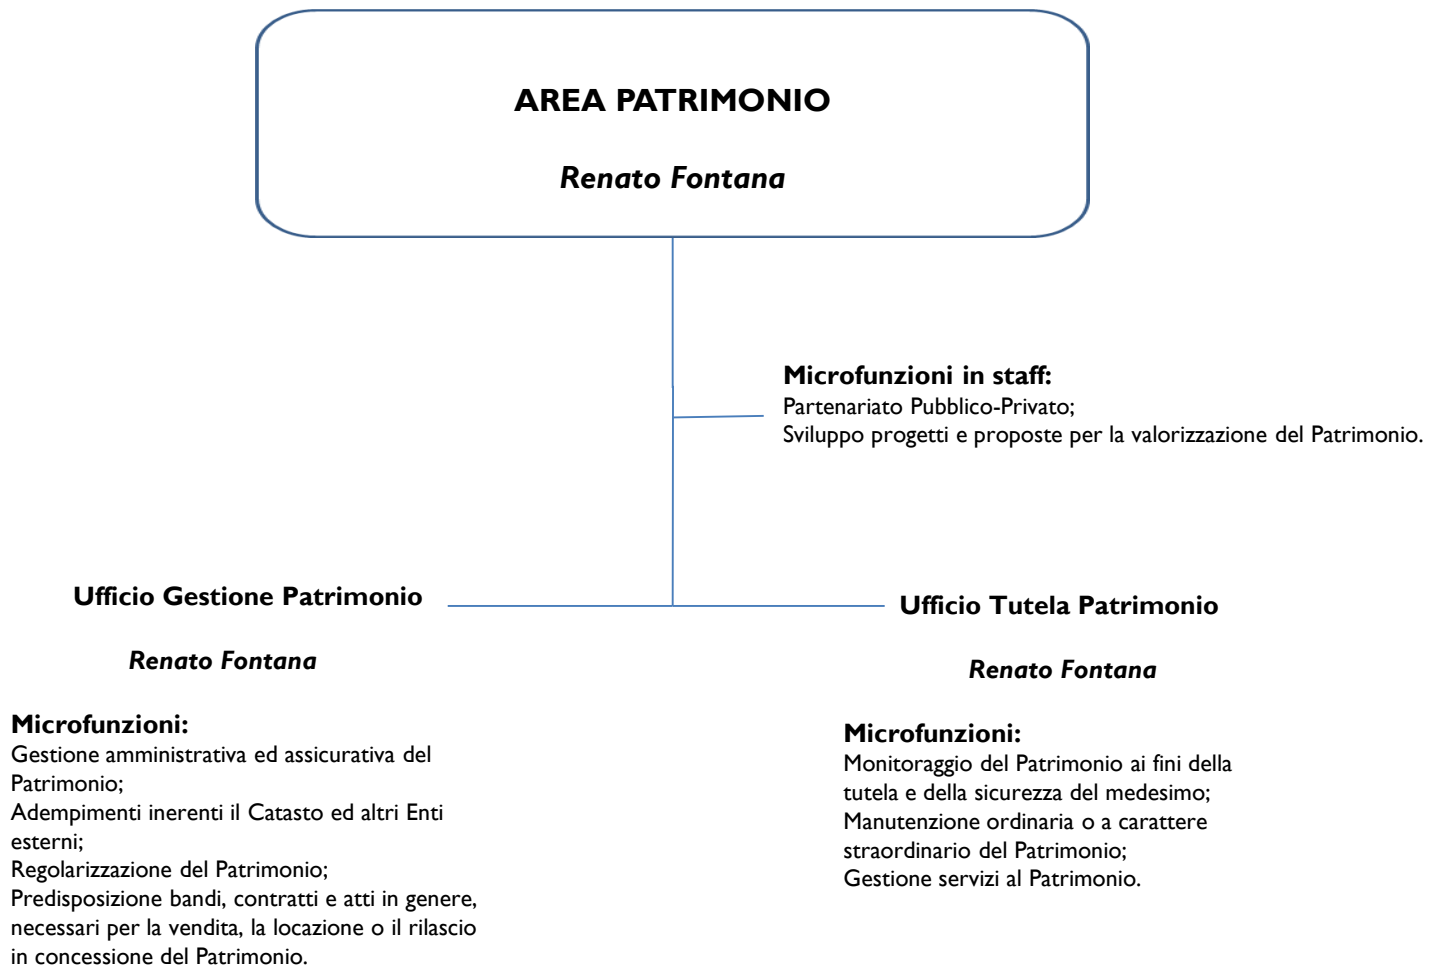 AREA PATRIMONIO
Renato Fontana
Microfunzioni in staff:
Partenariato Pubblico-Privato;
Sviluppo progetti e proposte per la valorizzazione del Patrimonio.
Ufficio Gestione Patrimonio
Renato Fontana
Microfunzioni:
Gestione amministrativa ed assicurativa del
Patrimonio;
Adempimenti inerenti il Catasto ed altri Enti
esterni;
Regolarizzazione del Patrimonio;
Predisposizione bandi, contratti e atti in genere,
necessari per la vendita, la locazione o il rilascio
in concessione del Patrimonio.
Ufficio Tutela Patrimonio
Renato Fontana
Microfunzioni:
Monitoraggio del Patrimonio ai fini della
tutela e della sicurezza del medesimo;
Manutenzione ordinaria o a carattere
straordinario del Patrimonio;
Gestione servizi al Patrimonio.